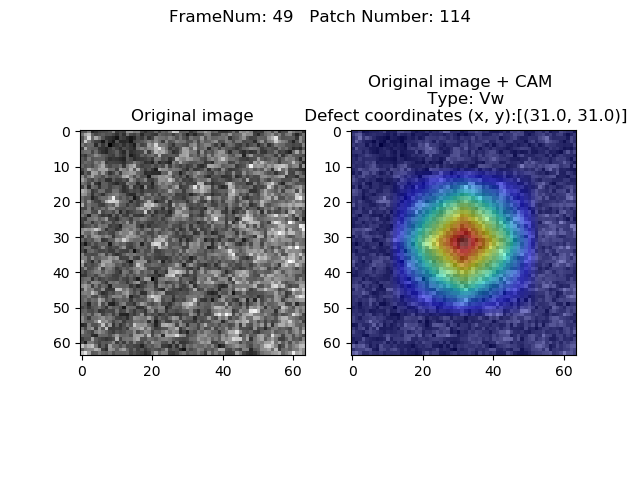 FrameNum: 49   Patch Number: 114
Original image
Original image + CAM
Type: Vw
Defect coordinates (x, y):[(31.0, 31.0)]
0
10
20
30
40
50
60
0 20 40 60
0
10
20
30
40
50
60
0 20 40 60